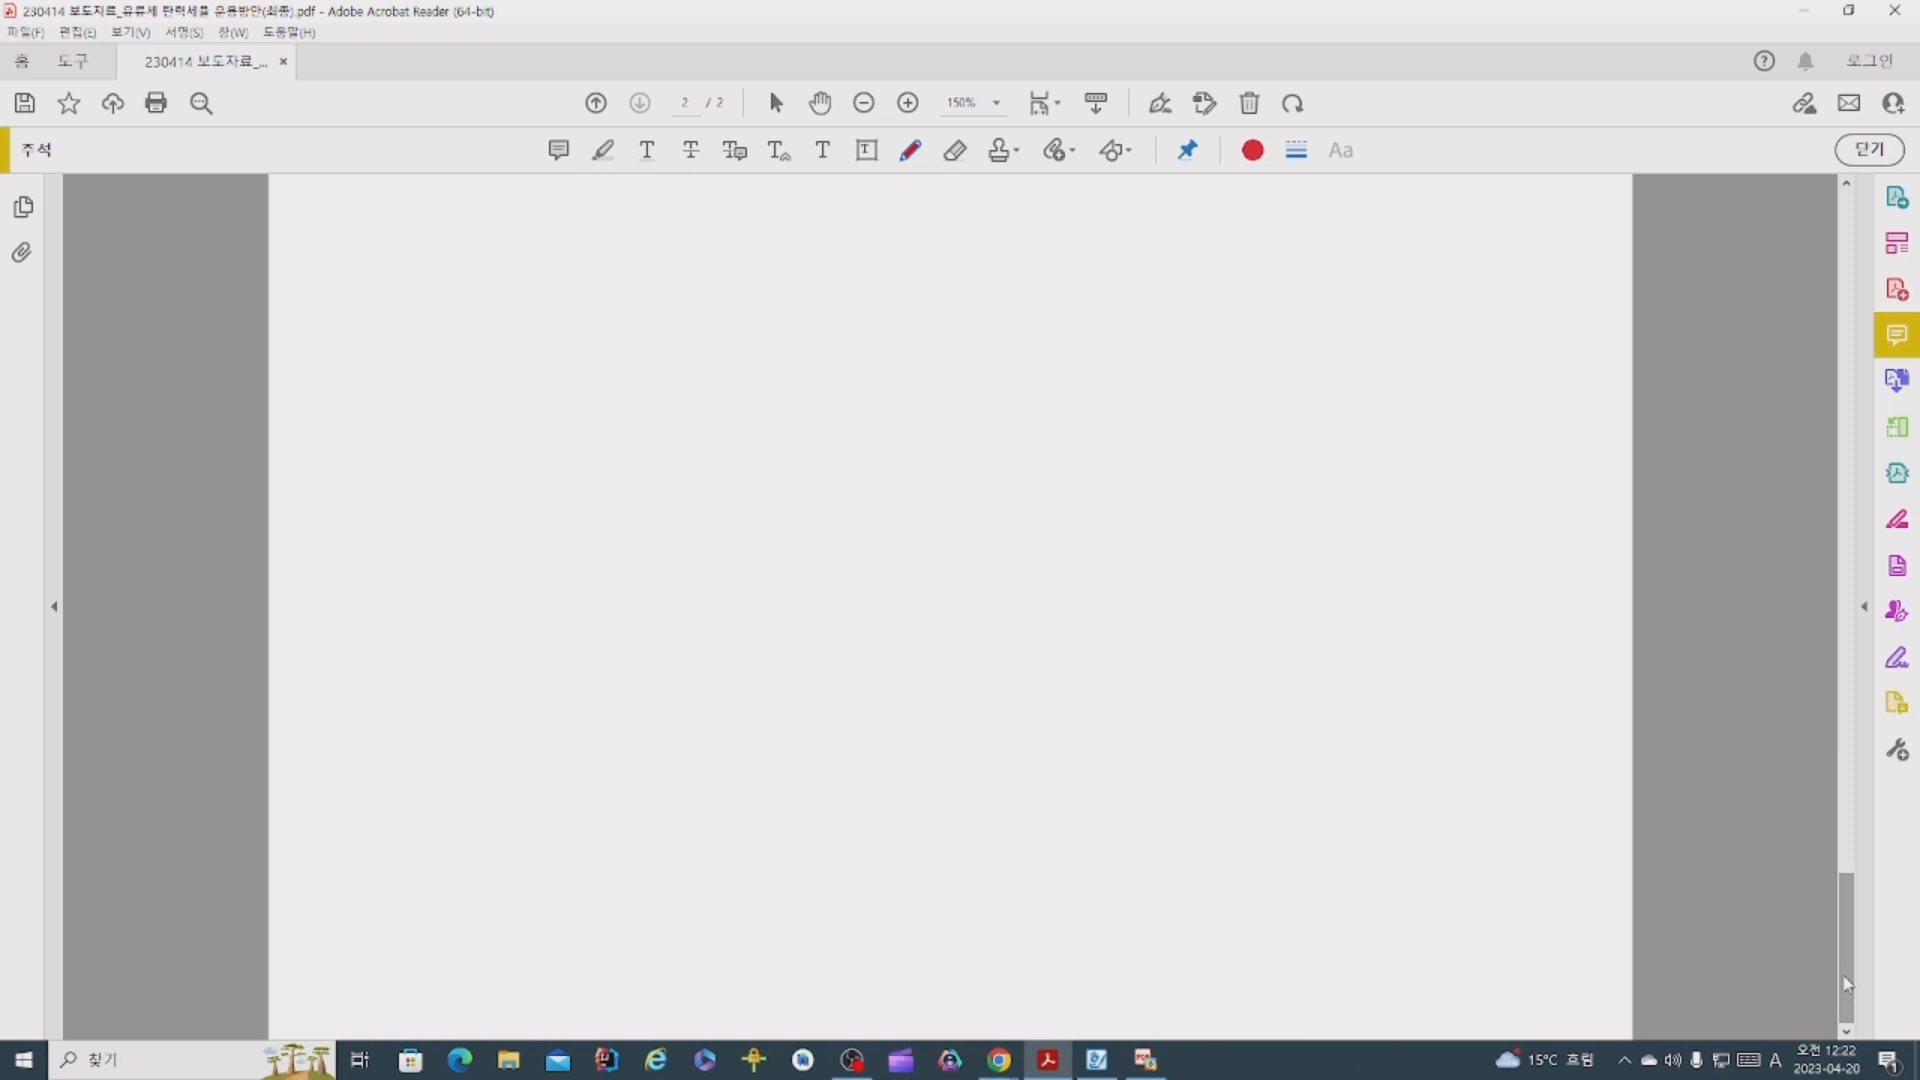 230414 보도자료_유류세 탄력세율 운용방안(최종).pdf - Adobe Acrobat Reader (64-bit)
파일(F) 편집(E) 보기(V) 서명(S) 창(W) 도움말(H)
홈 도구 230414 보도자료_... × 로그인
2 / 2 150%
주석 Aa 닫기
찾기 15°C 흐림 A 오전 12:22
2023-04-20